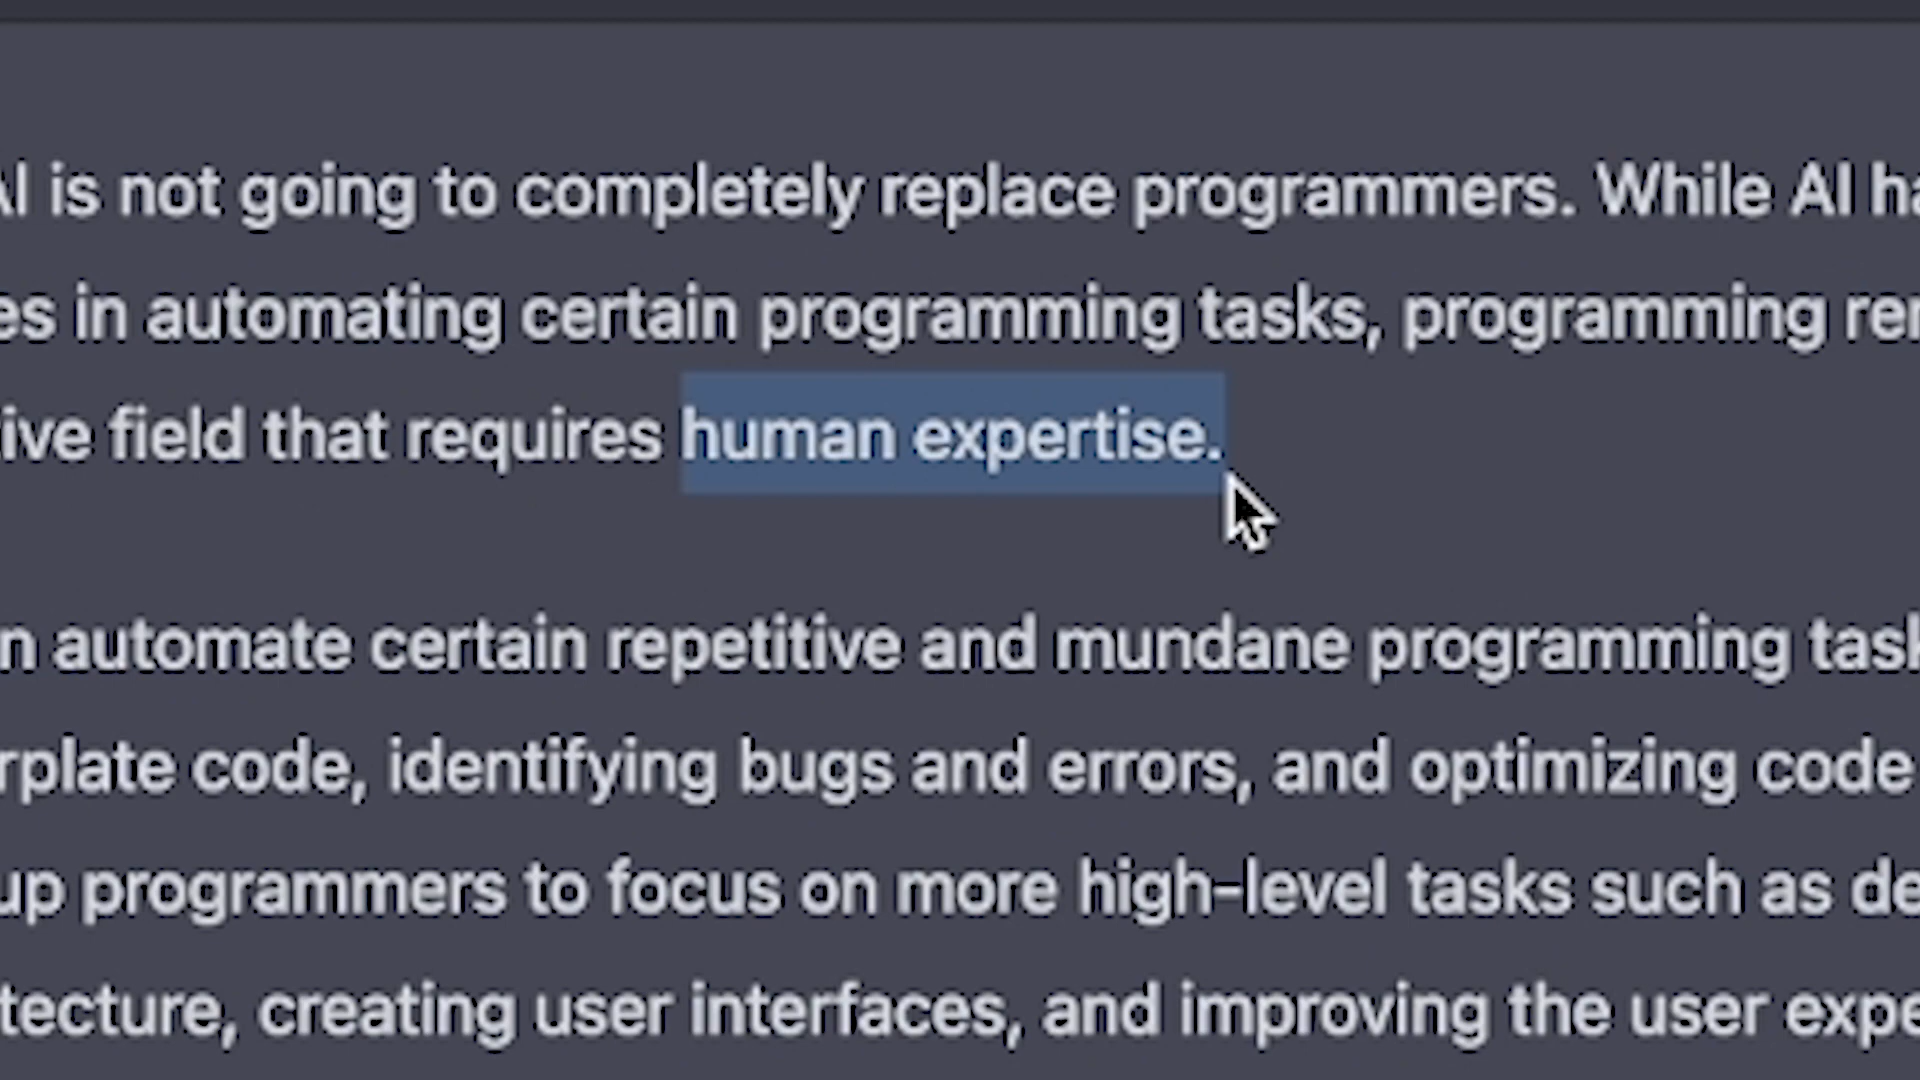 AI is not going to completely replace programmers. While AI ha
es in automating certain programming tasks, programming re
ive field that requires human expertise.
n automate certain repetitive and mundane programming task
rplate code, identifying bugs and errors, and optimizing code
up programmers to focus on more high-level tasks such as de
tecture, creating user interfaces, and improving the user expe